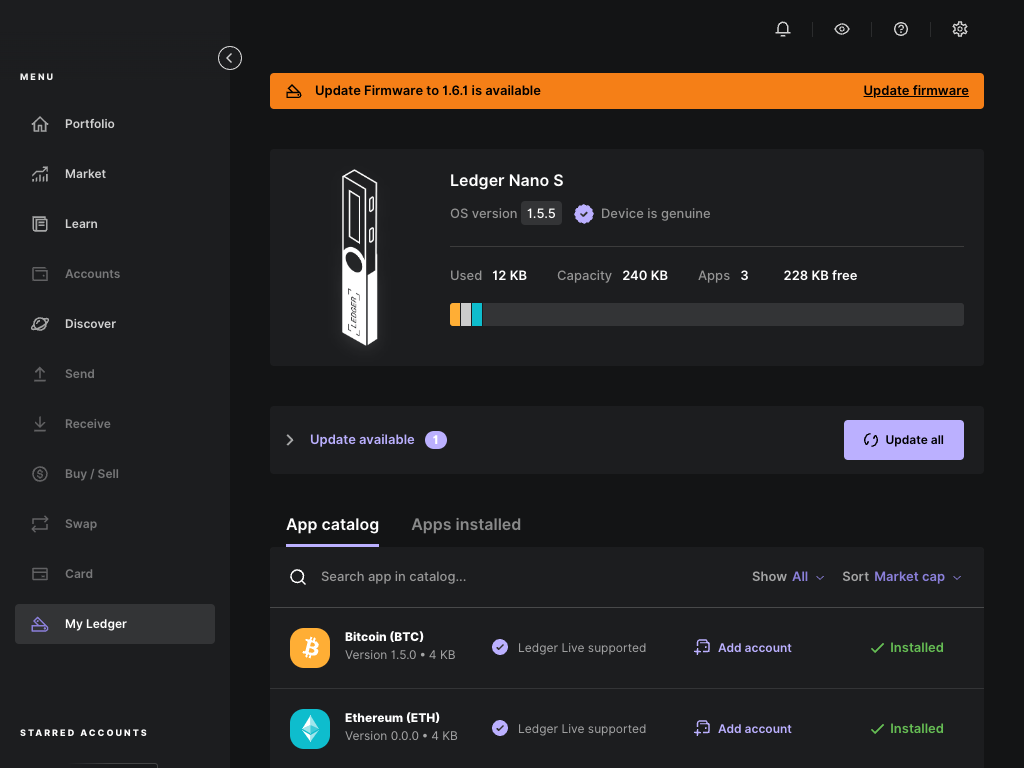 MENU
Portfolio
Market
Learn
Accounts
Discover
Send
Receive
Buy / Sell
Swap
Card
My Ledger
STARRED ACCOUNTS
Update Firmware to 1.6.1 is available
Update firmware
LEDGER
Ledger Nano S
OS version 1.5.5 Device is genuine
Used 12 KB Capacity 240 KB Apps 3 228 KB free
Update available 1
Update all
App catalog Apps installed
Search app in catalog... Show All Sort Market cap
Bitcoin (BTC)
Version 1.5.0 • 4 KB
Ledger Live supported
Add account
Installed
Ethereum (ETH)
Version 0.0.0 • 4 KB
Ledger Live supported
Add account
Installed